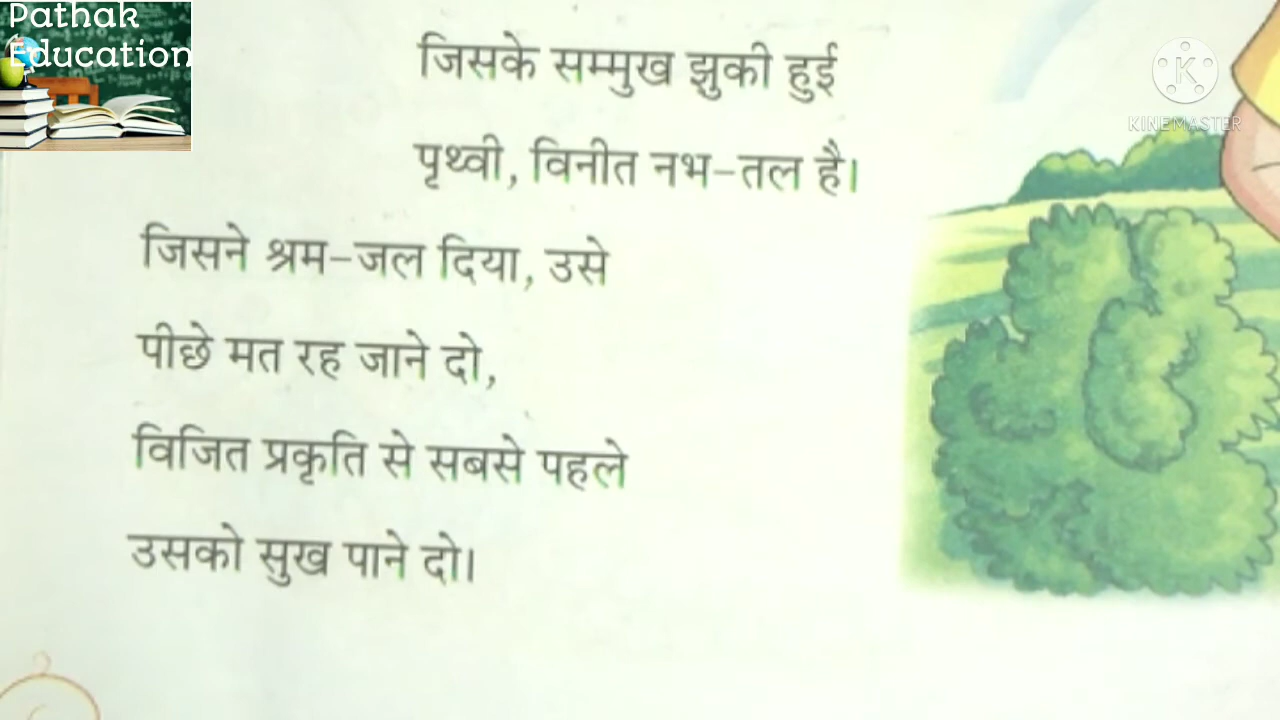 Pathak
Education
KINEMASTER
जिसके सम्मुख झुकी हुई
पृथ्वी, विनीत नभ-तल है।
जिसने श्रम-जल दिया, उसे
पीछे मत रह जाने दो,
विजित प्रकृति से सबसे पहले
उसको सुख पाने दो।